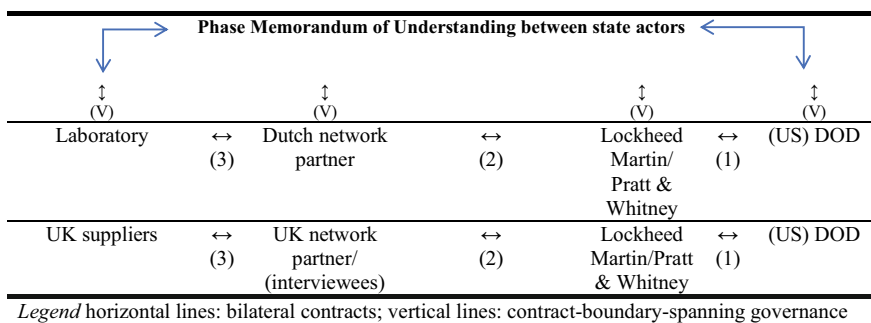 Phase Memorandum of Understanding between state actors
↕ ↕ ↕ ↕
(V) (V) (V) (V)
Laboratory ↔ Dutch network ↔ Lockheed ↔ (US) DOD
(3) partner (2) Martin/ (1)
Pratt &
Whitney
UK suppliers ↔ UK network ↔ Lockheed ↔ (US) DOD
(3) partner/ (2) Martin/Pratt (1)
(interviewees) & Whitney
Legend horizontal lines: bilateral contracts; vertical lines: contract-boundary-spanning governance